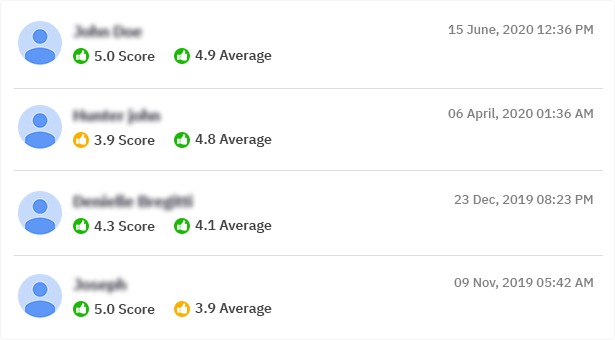 John Doe
15 June, 2020 12:36 PM
5.0 Score 4.9 Average
Hunter john
06 April, 2020 01:36 AM
3.9 Score 4.8 Average
23 Dec, 2019 08:23 PM
4.3 Score 4.1 Average
Joseph
09 Nov, 2019 05:42 AM
5.0 Score 3.9 Average